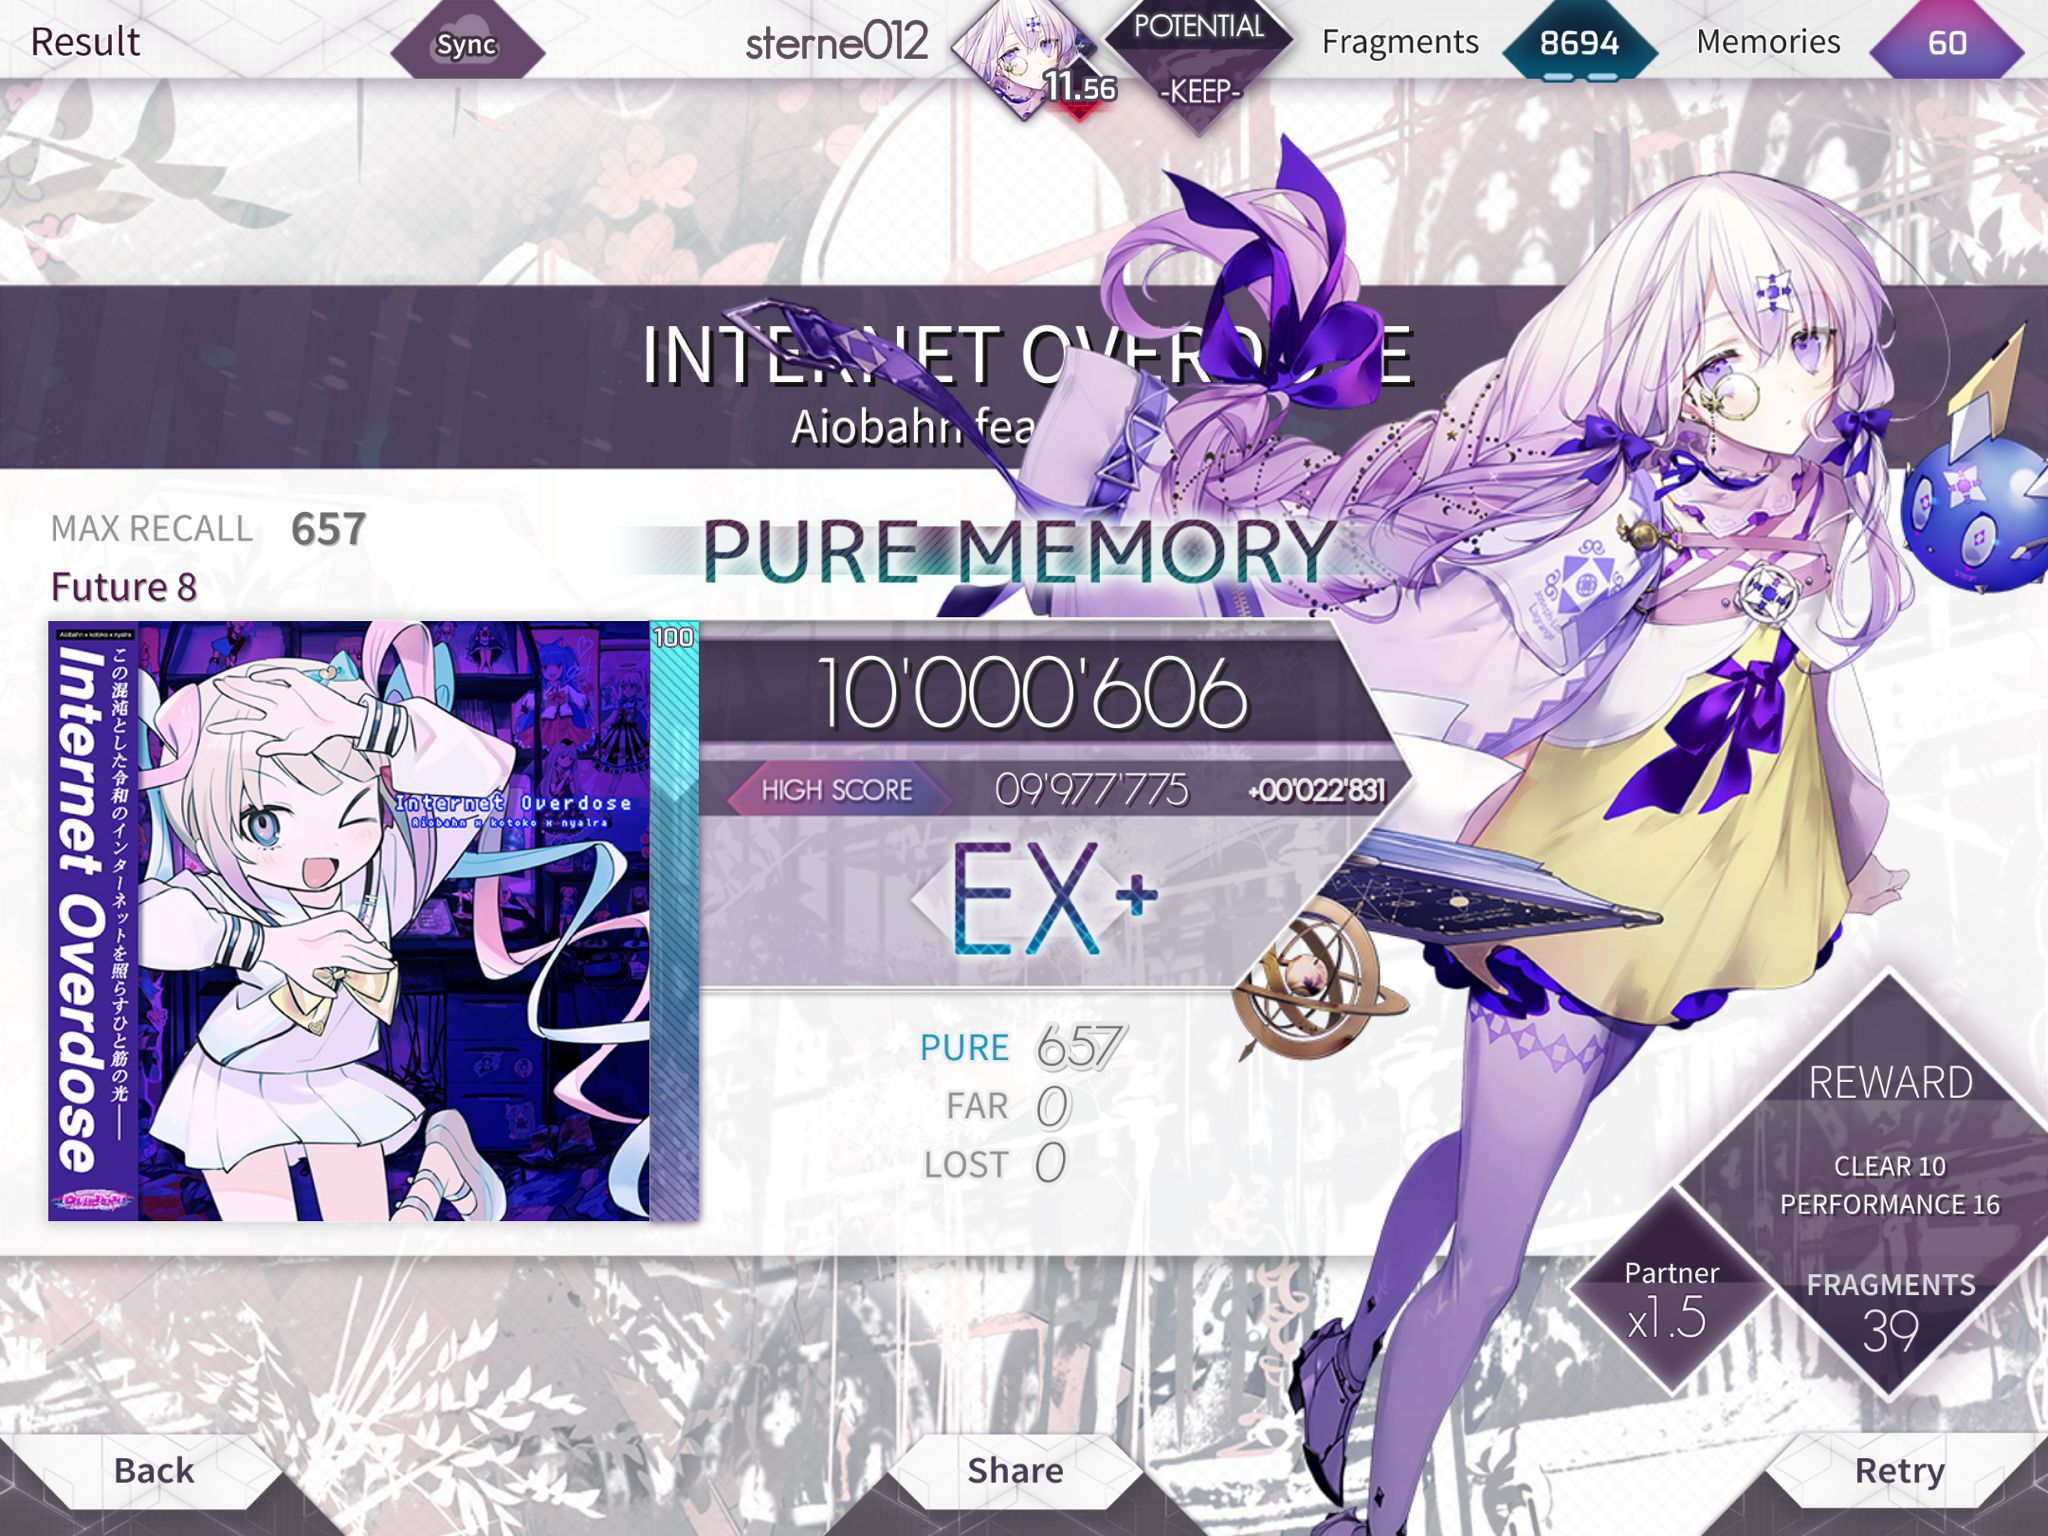 Result
Sync
sterne012
11.56
POTENTIAL
-KEEP-
Fragments
8694
Memories
60
INTERNET OVERDOSE
Aiobahn fea
MAX RECALL 657
Future 8
PURE MEMORY
Aiobahn x kotoko x nyalra
この混沌とした令和のインターネットを照らすひと筋の光──
Internet Overdose
Internet Overdose
Aiobahn x kotoko x nyalra
100
10'000'606
HIGH SCORE 09'977'775 +00'022'831
EX+
PURE 657
FAR 0
LOST 0
REWARD
CLEAR 10
PERFORMANCE 16
Partner
x1.5
FRAGMENTS
39
Back
Share
Retry